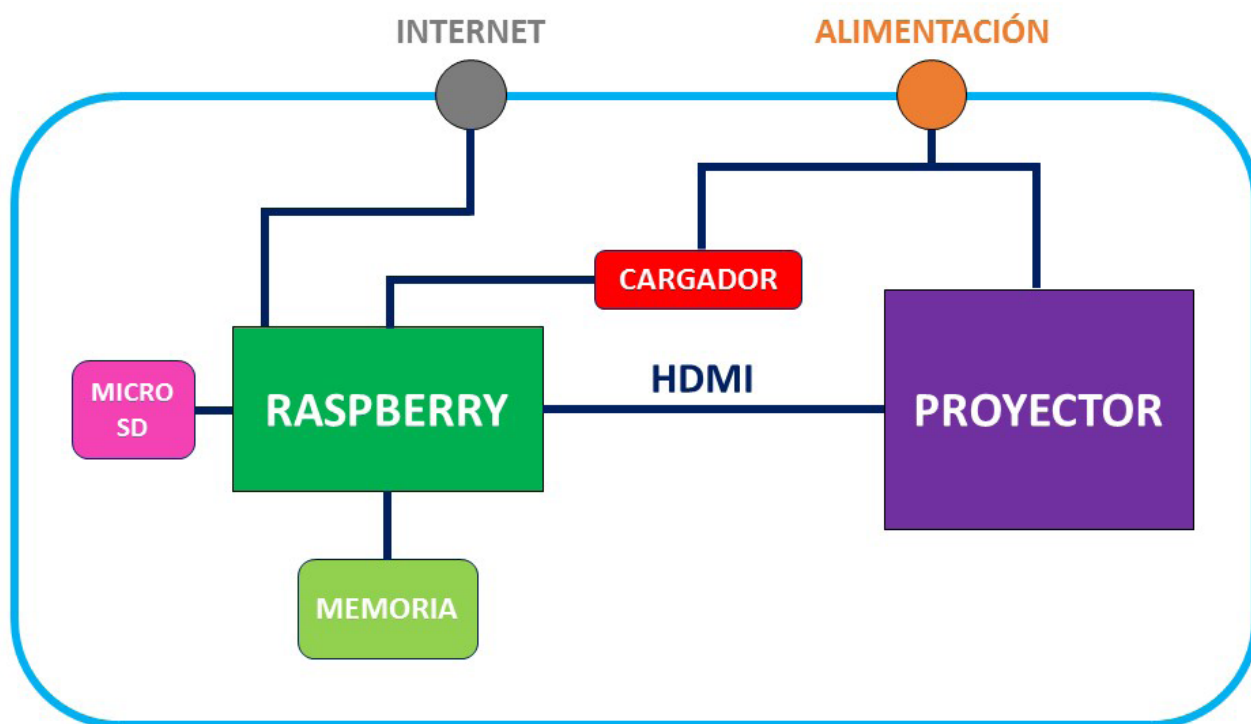 INTERNET
ALIMENTACIÓN
CARGADOR
HDMI
MICRO
SD
RASPBERRY
PROYECTOR
MEMORIA